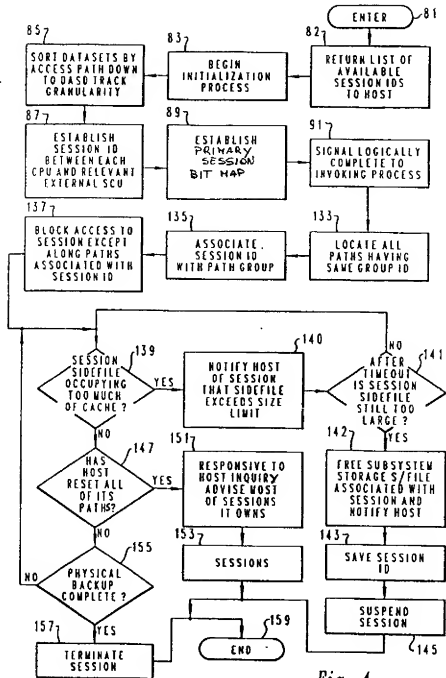 ENTER
81
82
RETURN LIST OF
AVAILABLE
SESSION IDS
TO HOST
83
BEGIN
INITIALIZATION
PROCESS
85
SORT DATASETS BY
ACCESS PATH DOWN
TO DASD TRACK
GRANULARITY
87
ESTABLISH
SESSION ID
BETWEEN EACH
CPU AND RELEVANT
EXTERNAL SCU
89
ESTABLISH
PRIMARY
SESSION
BIT MAP
91
SIGNAL LOGICALLY
COMPLETE TO
INVOKING PROCESS
133
LOCATE ALL
PATHS HAVING
SAME GROUP ID
135
ASSOCIATE
SESSION ID
WITH PATH GROUP
137
BLOCK ACCESS TO
SESSION EXCEPT
ALONG PATHS
ASSOCIATED WITH
SESSION ID
139
SESSION
SIDEFILE
OCCUPYING
TOO MUCH
OF CACHE ?
YES
NO
140
NOTIFY HOST
OF SESSION
THAT SIDEFILE
EXCEEDS SIZE
LIMIT
NO
141
AFTER
TIMEOUT
IS SESSION
SIDEFILE
STILL TOO
LARGE ?
YES
142
FREE SUBSYSTEM
STORAGE S/FILE
ASSOCIATED WITH
SESSION AND
NOTIFY HOST
143
SAVE SESSION
ID
SUSPEND
SESSION
145
147
HAS
HOST
RESET ALL
OF ITS
PATHS?
YES
NO
151
RESPONSIVE TO
HOST INQUIRY
ADVISE HOST
OF SESSIONS
IT OWNS
153
SESSIONS
155
PHYSICAL
BACKUP
COMPLETE ?
NO
YES
157
TERMINATE
SESSION
159
END